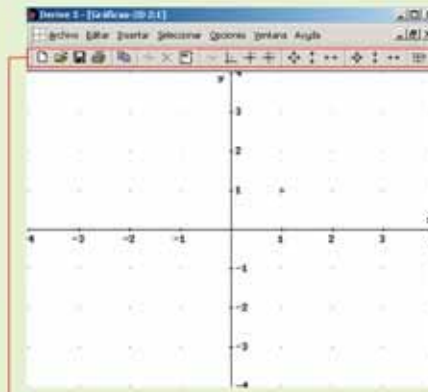 Derive 5 - [Gráficas-2D 2:1]
Archivo Editar Insertar Seleccionar Opciones Ventana Ayuda
y 4
3
2
1
-4 -3 -2 -1 1 2 3
-1
-2
-3
-4